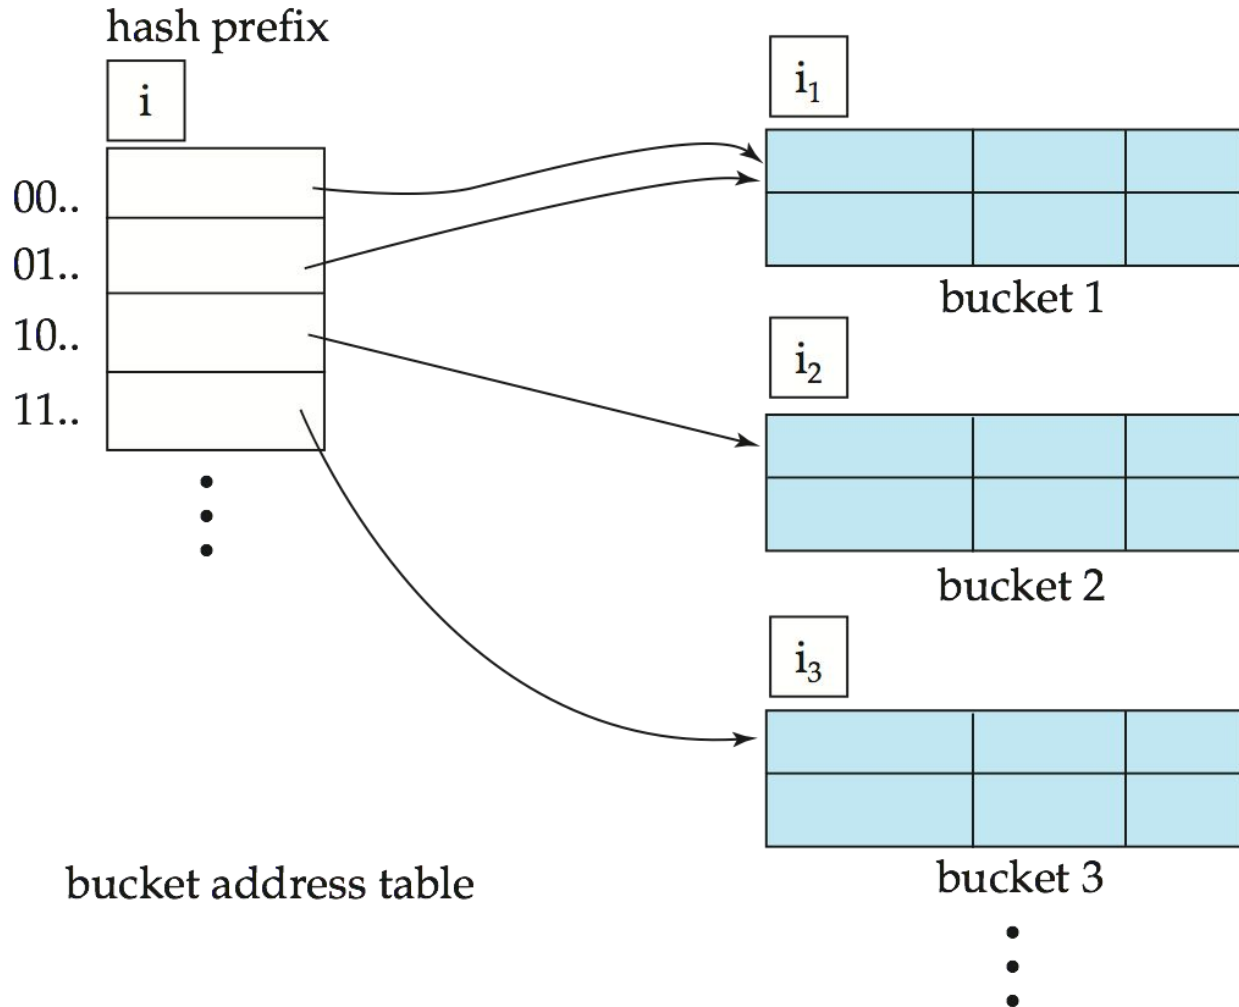 hash prefix
i
00..
01..
10..
11..
bucket address table
i₁
bucket 1
i₂
bucket 2
i₃
bucket 3